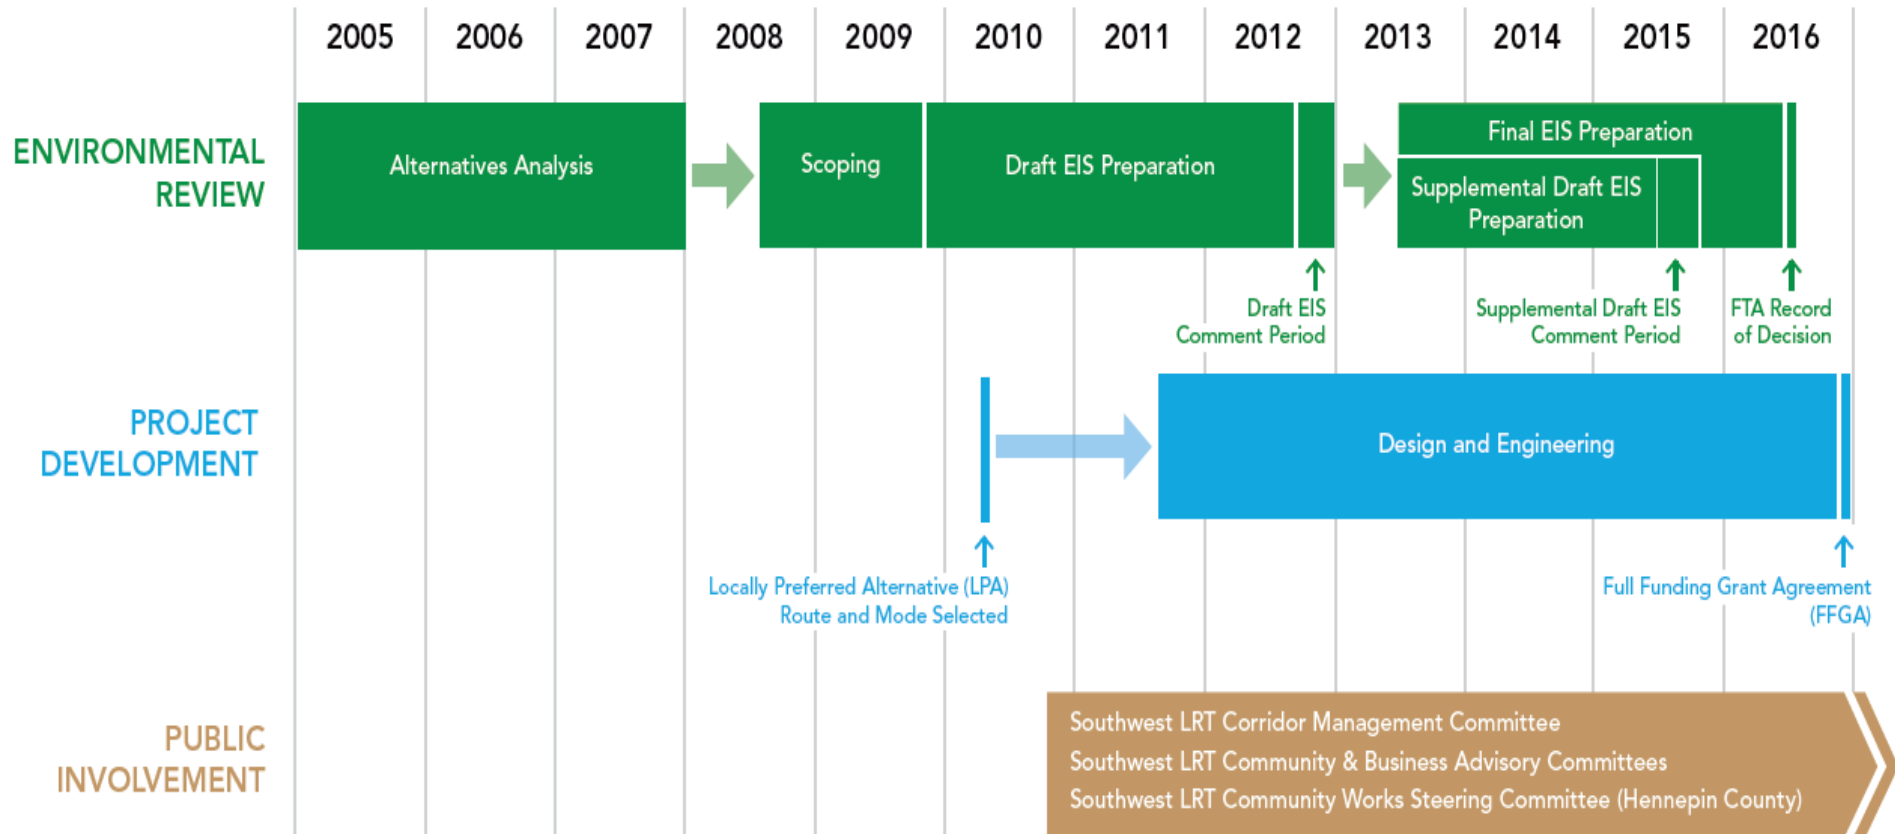 2005 2006 2007 2008 2009 2010 2011 2012 2013 2014 2015 2016
ENVIRONMENTAL
REVIEW
Alternatives Analysis
Scoping
Draft EIS Preparation
Final EIS Preparation
Supplemental Draft EIS
Preparation
Draft EIS
Comment Period
Supplemental Draft EIS
Comment Period
FTA Record
of Decision
PROJECT
DEVELOPMENT
Design and Engineering
Locally Preferred Alternative (LPA)
Route and Mode Selected
Full Funding Grant Agreement
(FFGA)
PUBLIC
INVOLVEMENT
Southwest LRT Corridor Management Committee
Southwest LRT Community & Business Advisory Committees
Southwest LRT Community Works Steering Committee (Hennepin County)